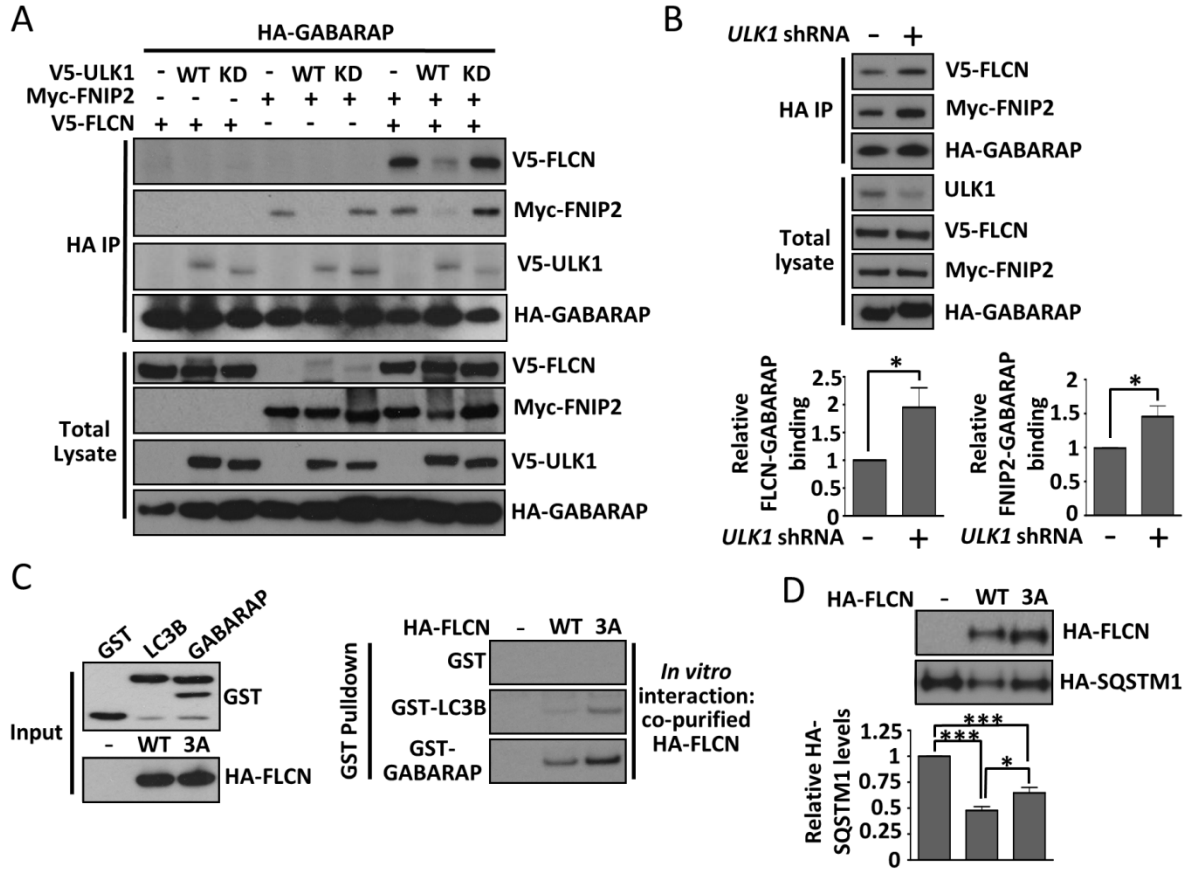 A
HA-GABARAP
V5-ULK1 - WT KD - WT KD - WT KD
Myc-FNIP2 - - - + + + + + +
V5-FLCN + + + - - - + + +
HA IP
V5-FLCN
Myc-FNIP2
V5-ULK1
HA-GABARAP
Total
Lysate
V5-FLCN
Myc-FNIP2
V5-ULK1
HA-GABARAP
B
ULK1 shRNA - +
HA IP
V5-FLCN
Myc-FNIP2
HA-GABARAP
Total
lysate
ULK1
V5-FLCN
Myc-FNIP2
HA-GABARAP
Relative
FLCN-GABARAP
binding
2.5
2
1.5
1
0.5
0
*
ULK1 shRNA - +
Relative
FNIP2-GABARAP
binding
2
1.5
1
0.5
0
*
ULK1 shRNA - +
C
Input
GST LC3B GABARAP
GST
- WT 3A
HA-FLCN
GST Pulldown
HA-FLCN - WT 3A
GST
GST-LC3B
GST-
GABARAP
In vitro
interaction:
co-purified
HA-FLCN
D
HA-FLCN - WT 3A
HA-FLCN
HA-SQSTM1
Relative HA-
SQSTM1 levels
1.25
1
0.75
0.5
0.25
0
***
***
*